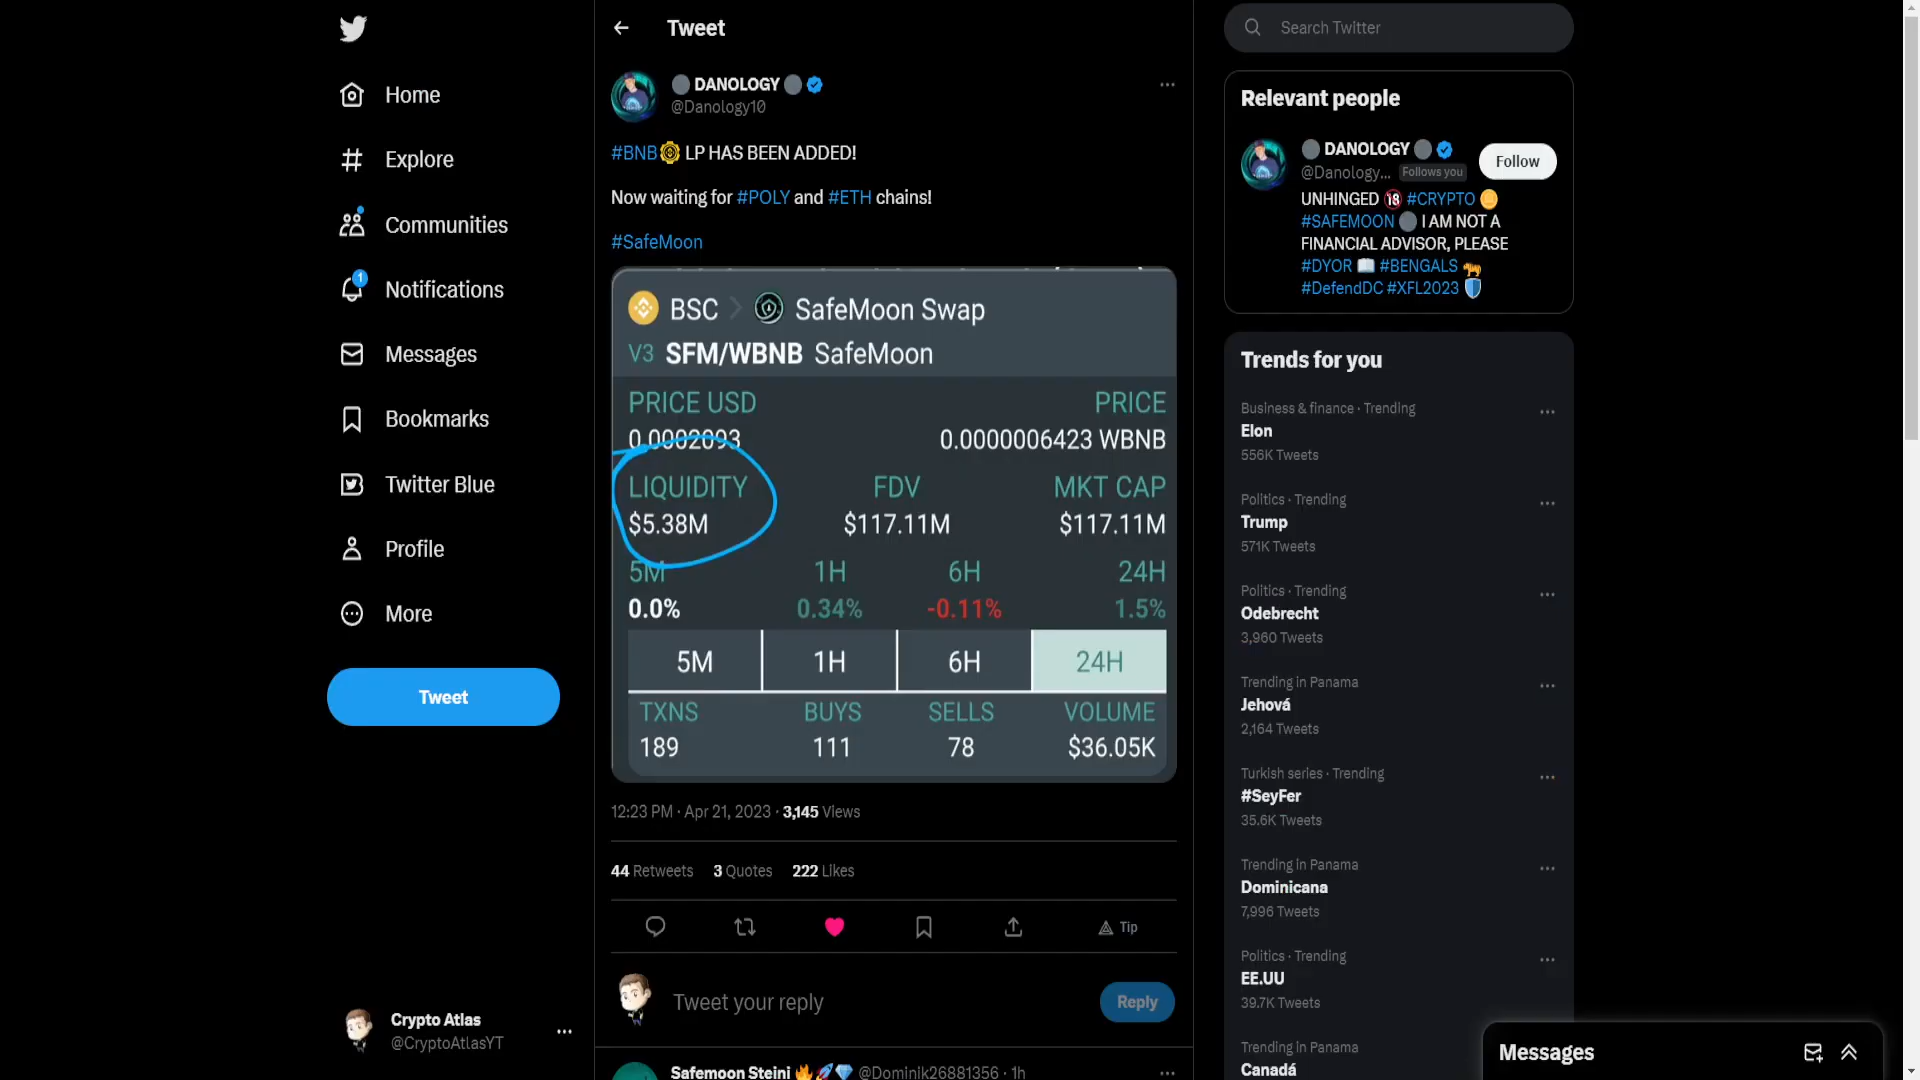 Home
Explore
Communities
1
Notifications
Messages
Bookmarks
Twitter Blue
Profile
More
Tweet
Crypto Atlas
@CryptoAtlasYT
Tweet
DANOLOGY
@Danology10
#BNB LP HAS BEEN ADDED!
Now waiting for #POLY and #ETH chains!
#SafeMoon
BSC > SafeMoon Swap
V3 SFM/WBNB SafeMoon
PRICE USD PRICE
0.0002093 0.0000006423 WBNB
LIQUIDITY FDV MKT CAP
$5.38M $117.11M $117.11M
5M 1H 6H 24H
0.0% 0.34% -0.11% 1.5%
5M 1H 6H 24H
TXNS BUYS SELLS VOLUME
189 111 78 $36.05K
12:23 PM · Apr 21, 2023 · 3,145 Views
44 Retweets 3 Quotes 222 Likes
Tip
Tweet your reply
Reply
Safemoon Steini @Dominik26881356 · 1h
Search Twitter
Relevant people
DANOLOGY
@Danology... Follows you
Follow
UNHINGED 🔞 #CRYPTO
#SAFEMOON I AM NOT A
FINANCIAL ADVISOR, PLEASE
#DYOR #BENGALS
#DefendDC #XFL2023
Trends for you
Business & finance · Trending
Elon
556K Tweets
Politics · Trending
Trump
571K Tweets
Politics · Trending
Odebrecht
3,960 Tweets
Trending in Panama
Jehová
2,164 Tweets
Turkish series · Trending
#SeyFer
35.6K Tweets
Trending in Panama
Dominicana
7,996 Tweets
Politics · Trending
EE.UU
39.7K Tweets
Trending in Panama
Canadá
Messages